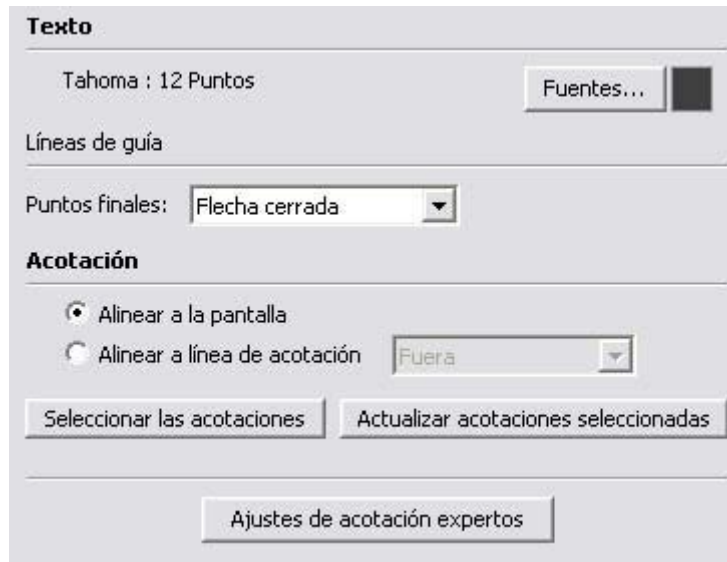 Texto
Tahoma : 12 Puntos
Fuentes...
Líneas de guía
Puntos finales: Flecha cerrada
Acotación
Alinear a la pantalla
Alinear a línea de acotación Fuera
Seleccionar las acotaciones Actualizar acotaciones seleccionadas
Ajustes de acotación expertos